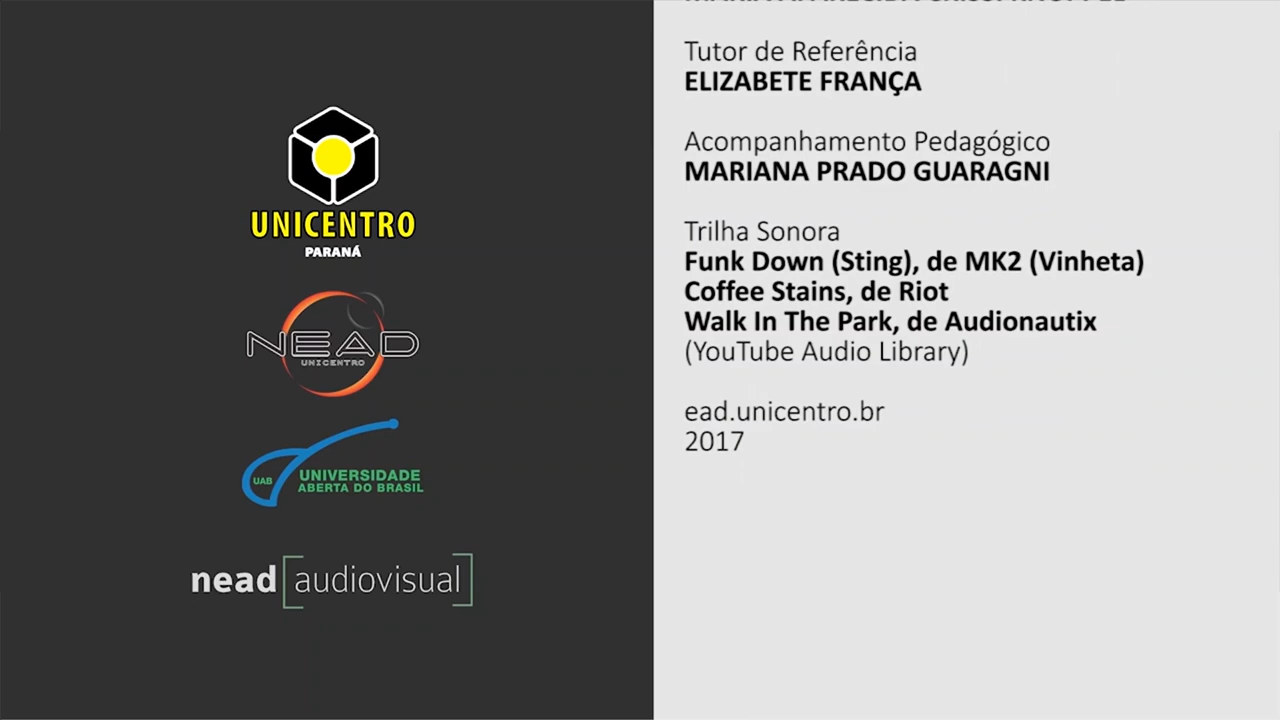 UNICENTRO
PARANÁ
NEAD
UNICENTRO
UAB
UNIVERSIDADE
ABERTA DO BRASIL
nead [audiovisual]
Tutor de Referência
ELIZABETE FRANÇA
Acompanhamento Pedagógico
MARIANA PRADO GUARAGNI
Trilha Sonora
Funk Down (Sting), de MK2 (Vinheta)
Coffee Stains, de Riot
Walk In The Park, de Audionautix
(YouTube Audio Library)
ead.unicentro.br
2017